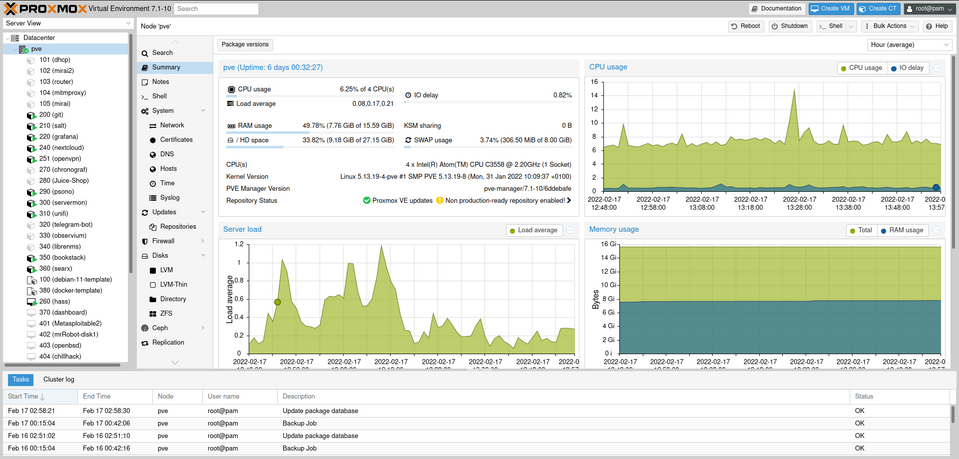 PROXMOX Virtual Environment 7.1-10 Search Documentation Create VM Create CT root@pam
Server View
Node 'pve' Reboot Shutdown Shell Bulk Actions Help
Datacenter
pve
101 (dhcp)
102 (mirai2)
103 (router)
104 (mitmproxy)
105 (mirai)
200 (git)
210 (salt)
220 (grafana)
240 (nextcloud)
251 (openvpn)
270 (chronograf)
280 (Juice-Shop)
290 (psono)
300 (servermon)
310 (unifi)
320 (telegram-bot)
330 (observium)
340 (librenms)
350 (bookstack)
360 (searx)
100 (debian-11-template)
380 (docker-template)
260 (hass)
370 (dashboard)
401 (Metasploitable2)
402 (mrRobot-disk1)
403 (openbsd)
404 (chillhack)
Search
Summary
Notes
Shell
System
Network
Certificates
DNS
Hosts
Time
Syslog
Updates
Repositories
Firewall
Disks
LVM
LVM-Thin
Directory
ZFS
Ceph
Replication
Package versions Hour (average)
pve (Uptime: 6 days 00:32:27)
CPU usage 6.25% of 4 CPU(s)
IO delay 0.82%
Load average 0.08,0.17,0.21
RAM usage 49.78% (7.76 GiB of 15.59 GiB)
KSM sharing 0 B
/ HD space 33.82% (9.18 GiB of 27.15 GiB)
SWAP usage 3.74% (306.50 MiB of 8.00 GiB)
CPU(s) 4 x Intel(R) Atom(TM) CPU C3558 @ 2.20GHz (1 Socket)
Kernel Version Linux 5.13.19-4-pve #1 SMP PVE 5.13.19-8 (Mon, 31 Jan 2022 10:09:37 +0100)
PVE Manager Version pve-manager/7.1-10/6ddebafe
Repository Status Proxmox VE updates Non production-ready repository enabled!
CPU usage
CPU usage IO delay
16
14
12
10
8
6
4
2
0
2022-02-17 2022-02-17 2022-02-17 2022-02-17 2022-02-17 2022-02-17 2022-0
12:48:00 12:58:00 13:08:00 13:18:00 13:28:00 13:38:00 13:57
Server load
Load average
Load average
1.2
1
0.8
0.6
0.4
0.2
0
2022-02-17 2022-02-17 2022-02-17 2022-02-17 2022-02-17 2022-02-17 2022-0
Memory usage
Total RAM usage
Bytes
16 Gi
14 Gi
12 Gi
10 Gi
8 Gi
6 Gi
4 Gi
2 Gi
0 i
2022-02-17 2022-02-17 2022-02-17 2022-02-17 2022-02-17 2022-02-17 2022-0
Tasks Cluster log
Start Time End Time Node User name Description Status
Feb 17 02:58:21 Feb 17 02:58:30 pve root@pam Update package database OK
Feb 17 00:15:04 Feb 17 00:42:06 pve root@pam Backup Job OK
Feb 16 02:51:02 Feb 16 02:51:10 pve root@pam Update package database OK
Feb 16 00:15:04 Feb 16 00:42:16 pve root@pam Backup Job OK